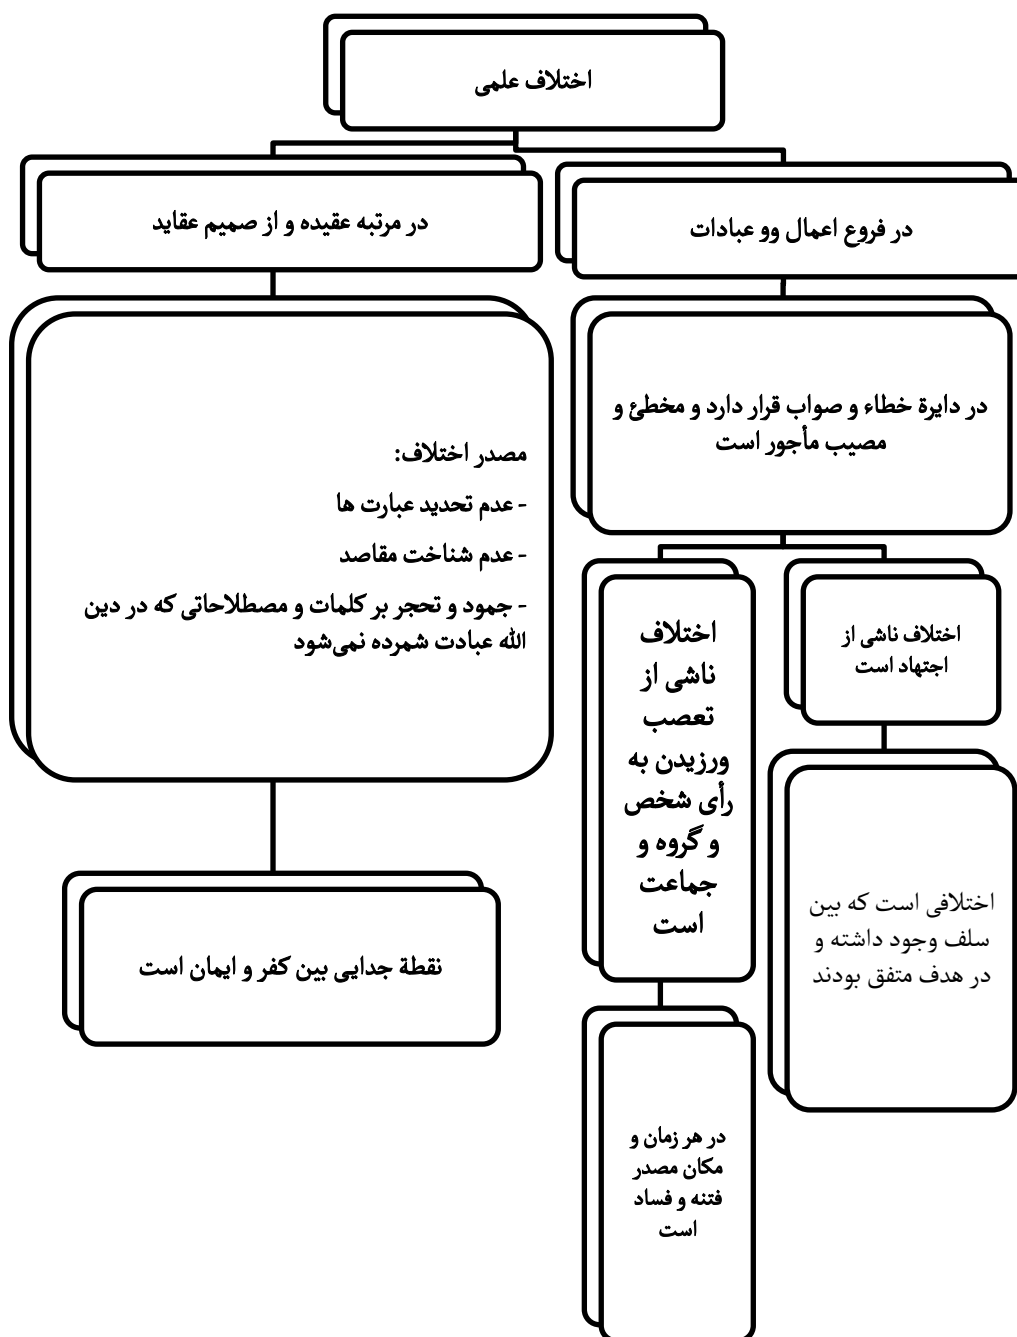 اختلاف علمی
در فروع اعمال وو عبادات
در مرتبه عقیده و از صمیم عقاید
در دایرة خطاء و صواب قرار دارد و مخطئ و
مصیب مأجور است
اختلاف ناشی از
اجتهاد است
اختلافی است که بین
سلف وجود داشته و
در هدف متفق بودند
اختلاف
ناشی از
تعصب
ورزیدن به
رأی شخص
و گروه و
جماعت
است
در هر زمان و
مکان مصدر
فتنه و فساد
است
مصدر اختلاف:
- عدم تحدید عبارت ها
- عدم شناخت مقاصد
- جمود و تحجر بر کلمات و مصطلاحاتی که در دین
الله عبادت شمرده نمی‌شود
نقطة جدایی بین کفر و ایمان است